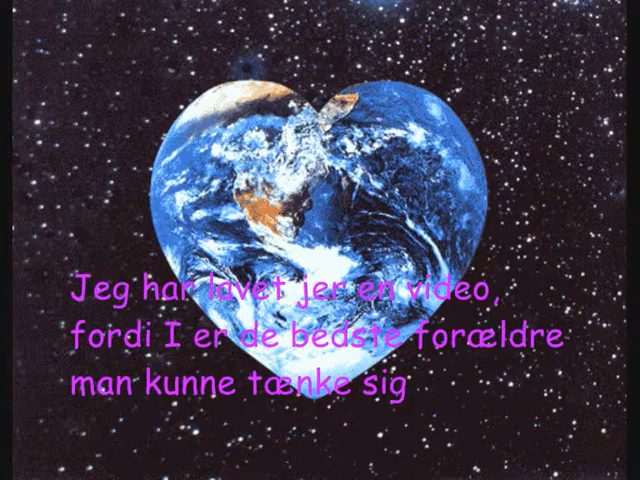 Jeg har lavet jer en video,
fordi I er de bedste forældre
man kunne tænke sig